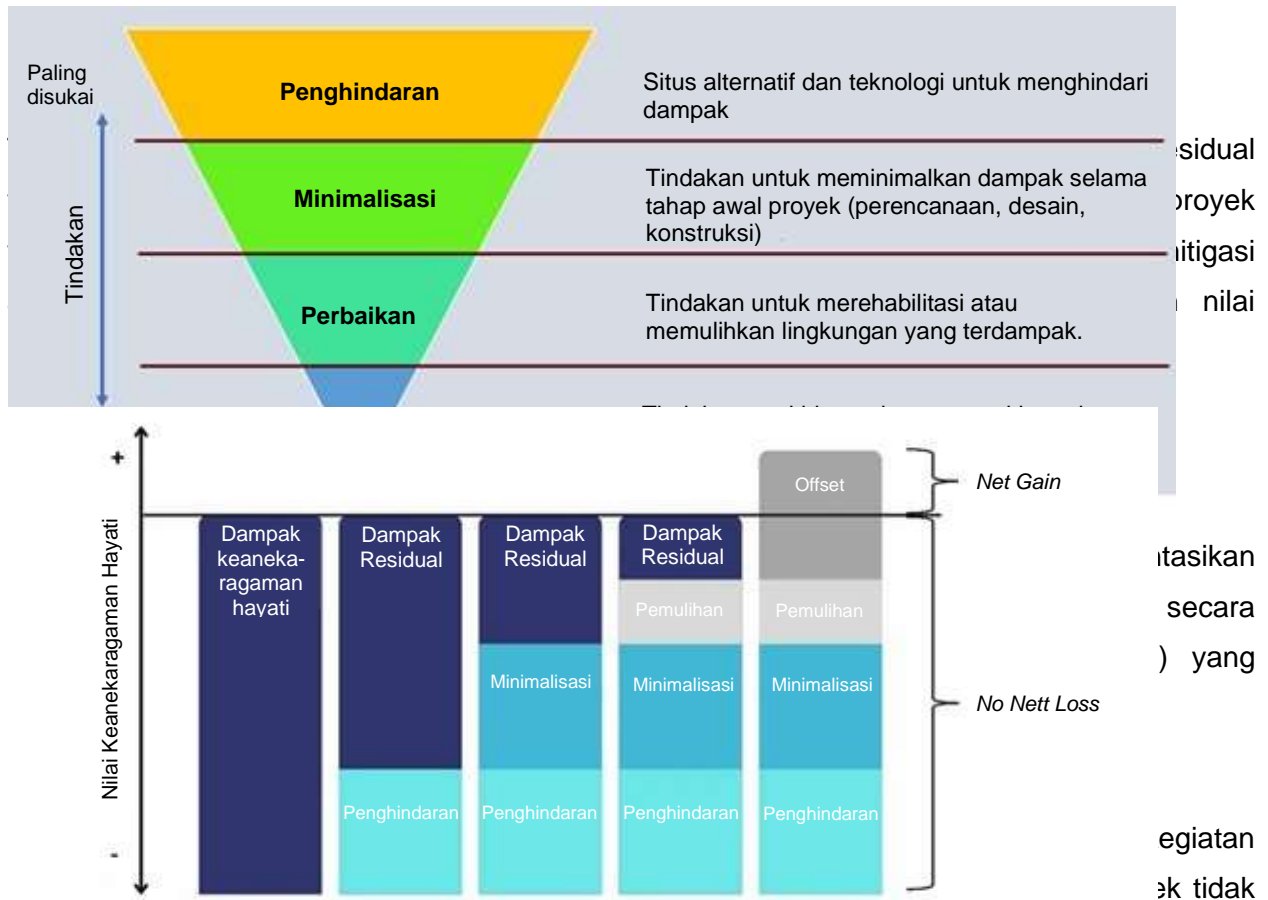 Paling
disukai
Tindakan
Penghindaran
Situs alternatif dan teknologi untuk menghindari
dampak
Minimalisasi
Tindakan untuk meminimalkan dampak selama
tahap awal proyek (perencanaan, desain,
konstruksi)
Perbaikan
Tindakan untuk merehabilitasi atau
memulihkan lingkungan yang terdampak.
esidual
proyek
itigasi
nilai
Nilai Keanekaragaman Hayati
+
-
Dampak
keaneka-
ragaman
hayati
Dampak
Residual
Penghindaran
Dampak
Residual
Minimalisasi
Penghindaran
Dampak
Residual
Pemulihan
Minimalisasi
Penghindaran
Offset
Pemulihan
Minimalisasi
Penghindaran
Net Gain
No Nett Loss
tasikan
secara
) yang
egiatan
ek tidak